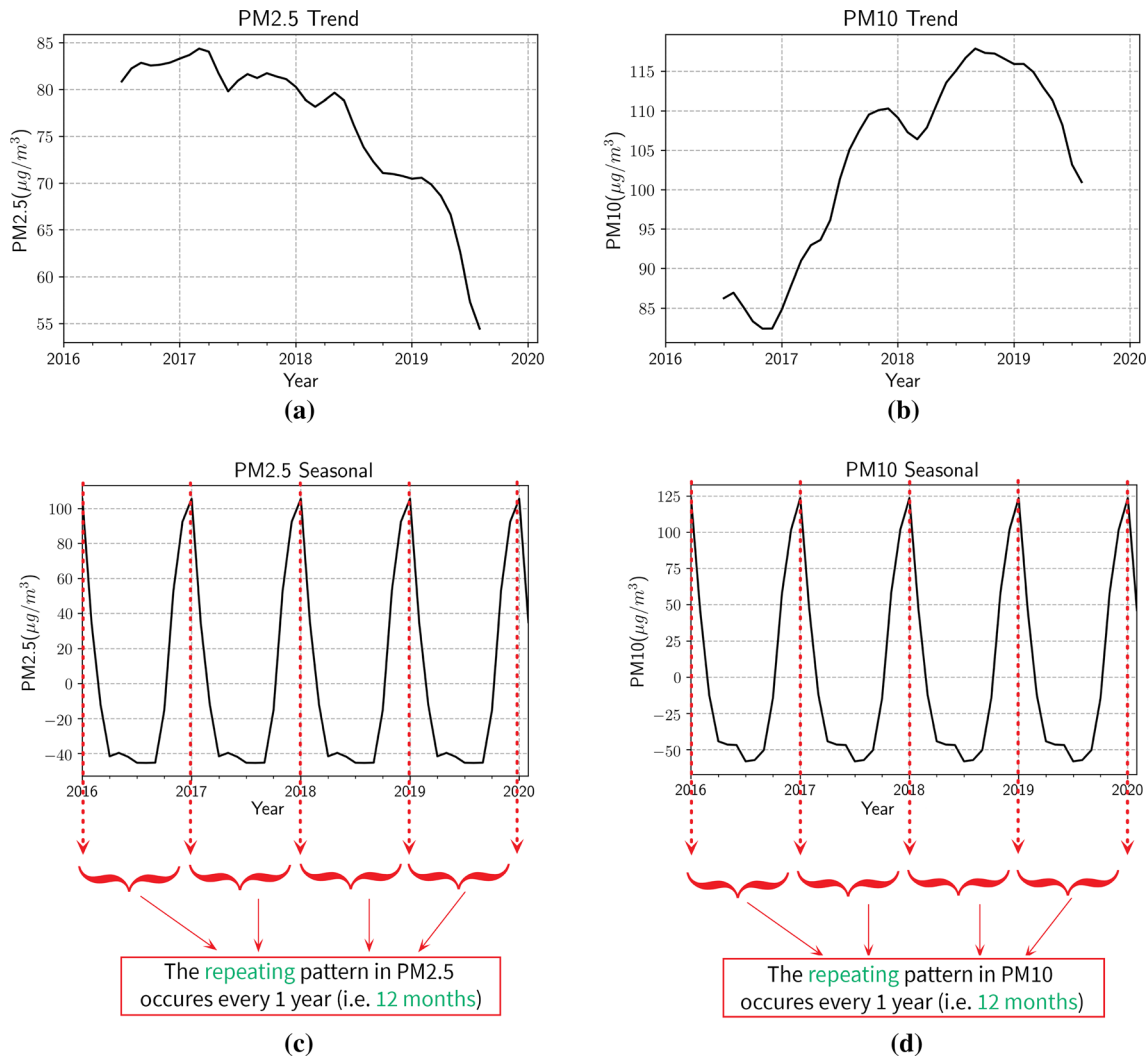 PM2.5 Trend
85
80
75
70
65
60
55
PM2.5(μg/m³)
2016
2017
2018
2019
2020
Year
(a)
PM10 Trend
115
110
105
100
95
90
85
PM10(μg/m³)
2016
2017
2018
2019
2020
Year
(b)
PM2.5 Seasonal
100
80
60
40
20
0
−20
−40
PM2.5(μg/m³)
2016
2017
2018
2019
2020
Year
The repeating pattern in PM2.5
occures every 1 year (i.e. 12 months)
(c)
PM10 Seasonal
125
100
75
50
25
0
−25
−50
PM10(μg/m³)
2016
2017
2018
2019
2020
Year
The repeating pattern in PM10
occures every 1 year (i.e. 12 months)
(d)